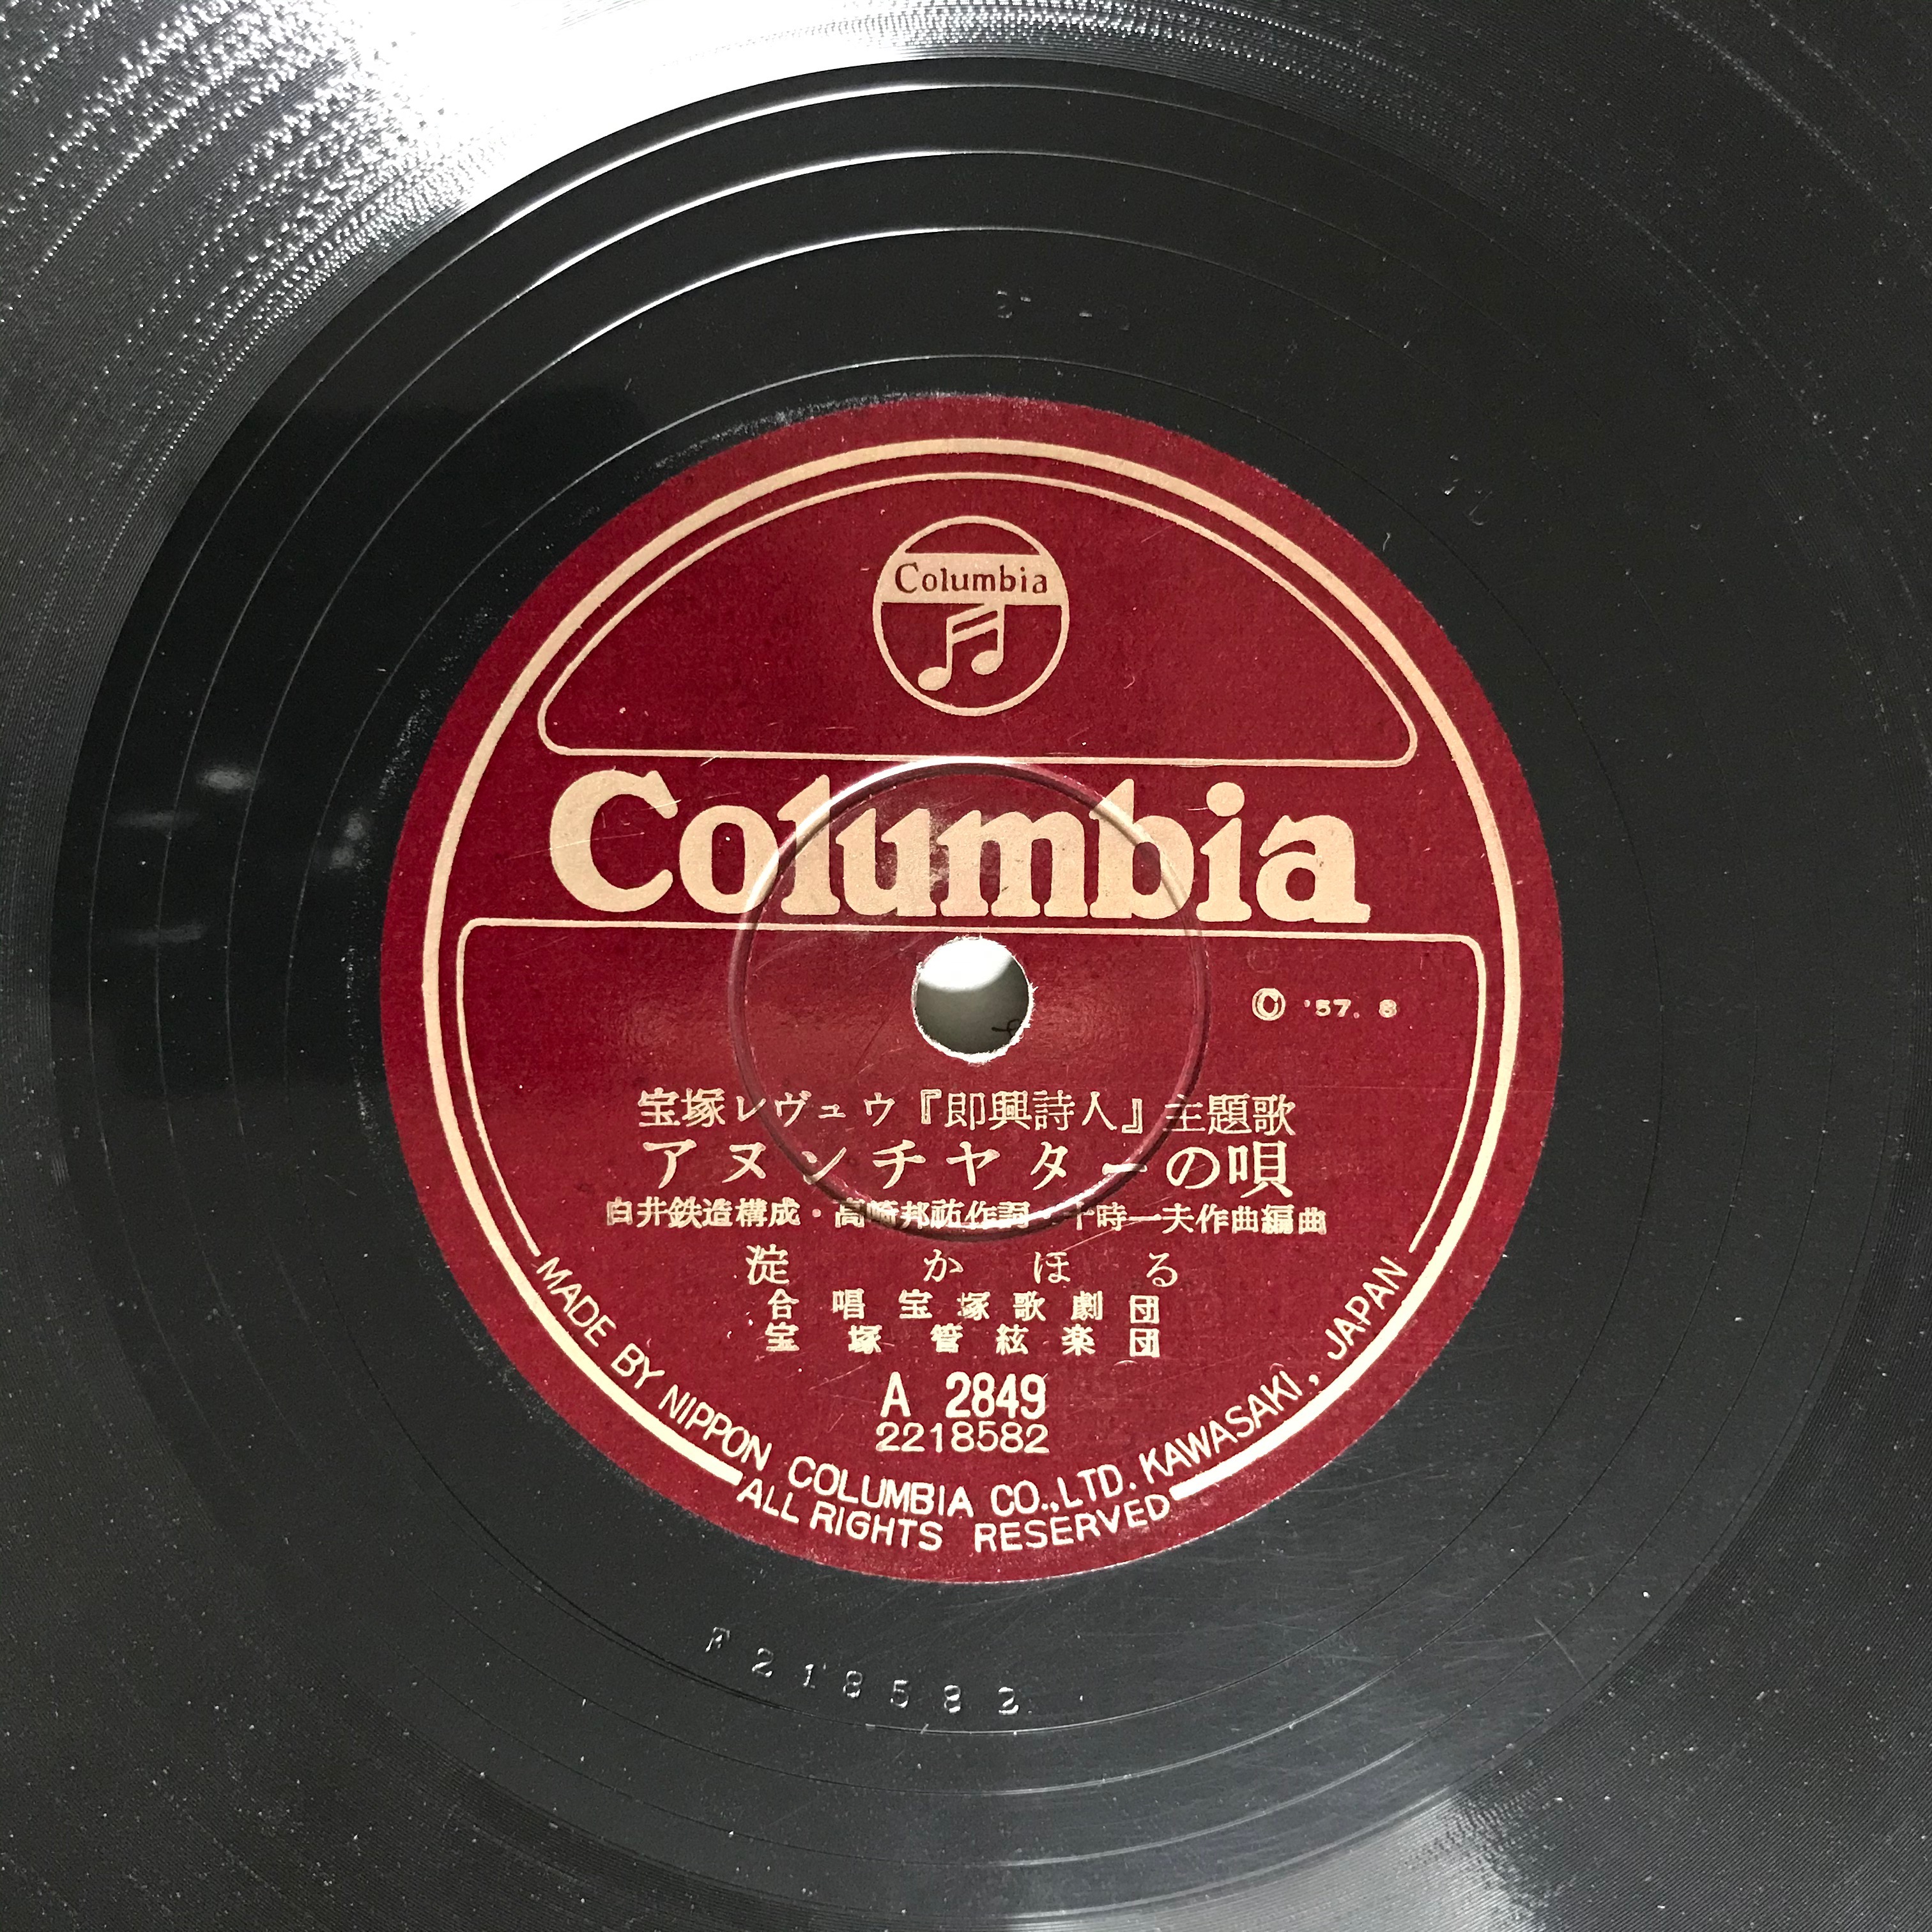 Columbia
Columbia
Ⓒ '57. 8
宝塚レヴュウ『即興詩人』主題歌
アヌンチヤターの唄
白井鉄造構成・高崎邦祐作詞・十時一夫作曲編曲
淀かほる
合唱宝塚歌劇団
宝塚管絃楽団
A 2849
2218582
MADE BY NIPPON COLUMBIA CO.,LTD. KAWASAKI, JAPAN
ALL RIGHTS RESERVED
F218582